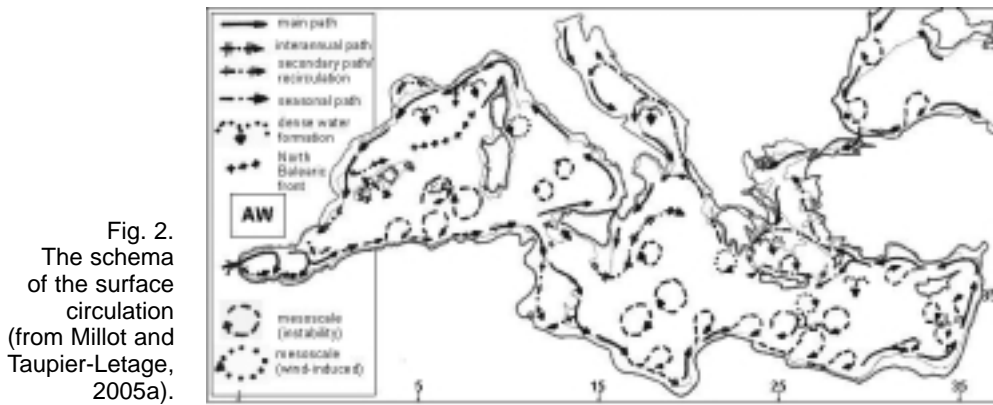 Fig. 2.
The schema
of the surface
circulation
(from Millot and
Taupier-Letage,
2005a).
main path
interannual path
secondary path/
recirculation
seasonal path
dense water
formation
North
Balearic
front
AW
mesoscale
(instability)
mesoscale
(wind-induced)
5
15
25
35